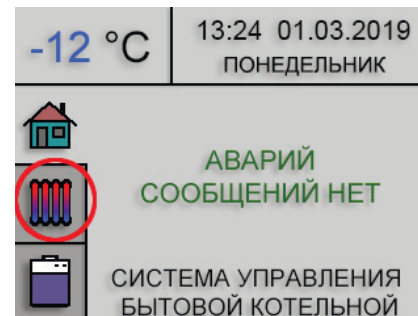 -12 °C
13:24 01.03.2019
ПОНЕДЕЛЬНИК
АВАРИЙ
СООБЩЕНИЙ НЕТ
СИСТЕМА УПРАВЛЕНИЯ
БЫТОВОЙ КОТЕЛЬНОЙ